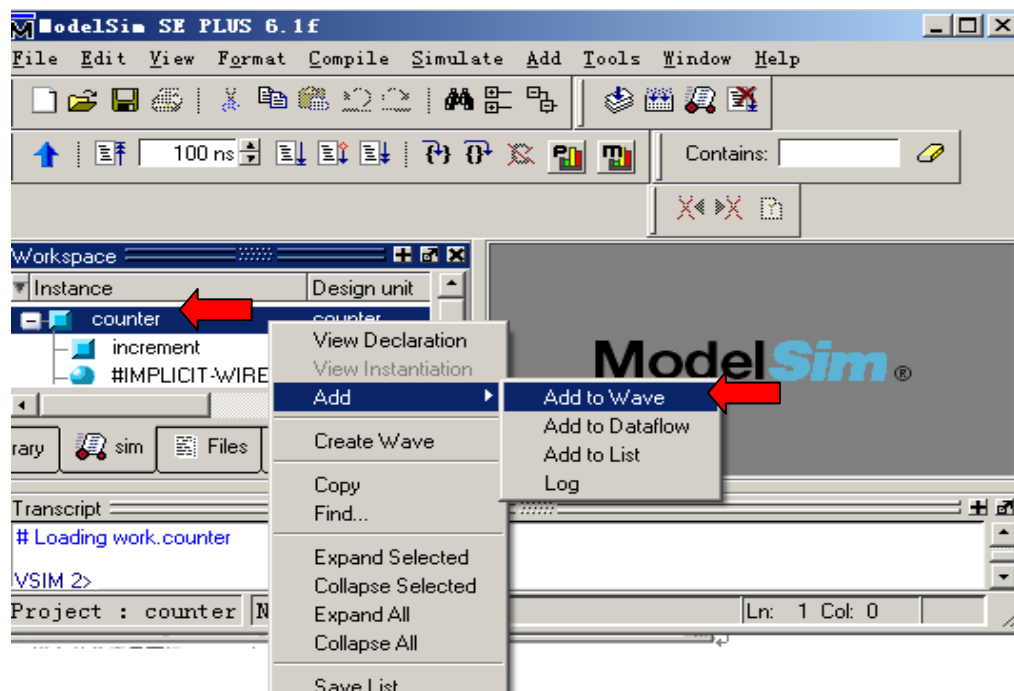 ModelSim SE PLUS 6.1f
File Edit View Format Compile Simulate Add Tools Window Help
100 ns Contains:
Workspace
Instance Design unit
counter counter
increment
#IMPLICIT-WIRE
View Declaration
View Instantiation
Add
Create Wave
Copy
Find...
Expand Selected
Collapse Selected
Expand All
Collapse All
Save List
Add to Wave
Add to Dataflow
Add to List
Log
ModelSim ®
rary sim Files
Transcript
# Loading work.counter
VSIM 2>
Project : counter N Ln: 1 Col: 0